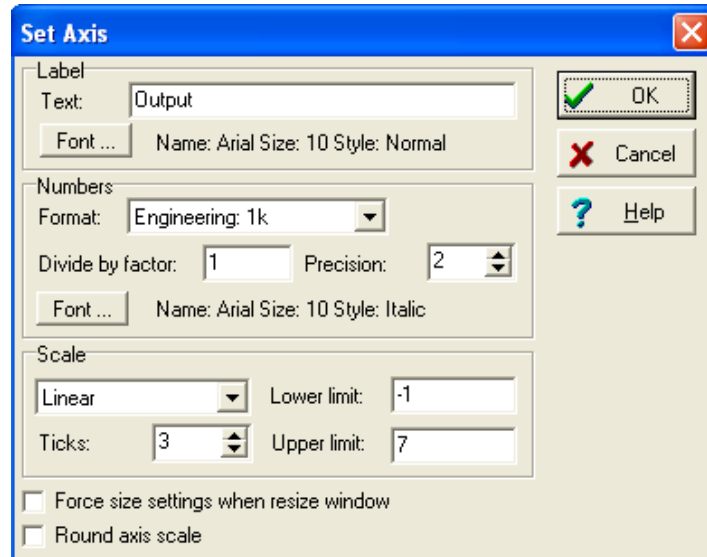 Set Axis
Label
Text: Output
Font ... Name: Arial Size: 10 Style: Normal
Numbers
Format: Engineering: 1k
Divide by factor: 1 Precision: 2
Font ... Name: Arial Size: 10 Style: Italic
Scale
Linear Lower limit: -1
Ticks: 3 Upper limit: 7
Force size settings when resize window
Round axis scale
OK
Cancel
Help